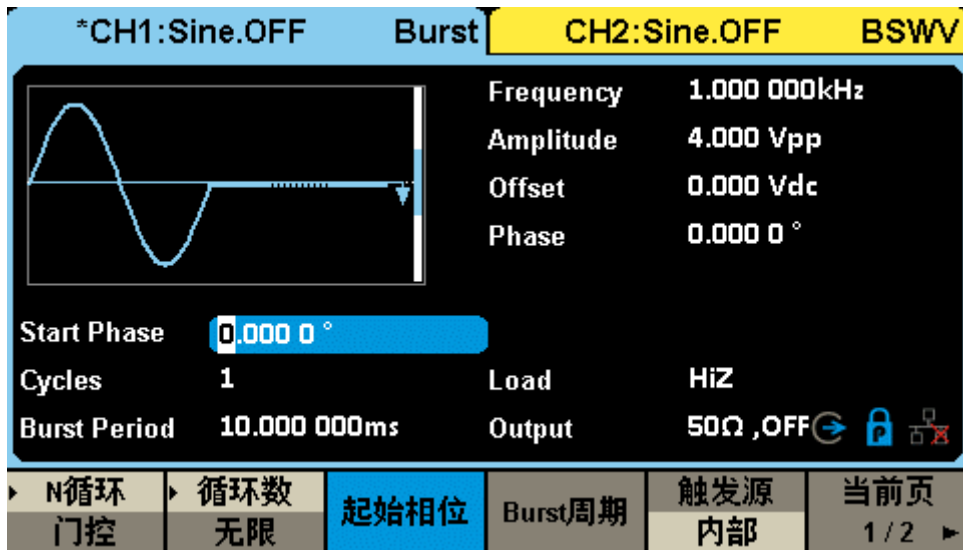 *CH1:Sine.OFF Burst CH2:Sine.OFF BSWV
Frequency 1.000 000kHz
Amplitude 4.000 Vpp
Offset 0.000 Vdc
Phase 0.000 0 °
Start Phase 0.000 0 °
Cycles 1 Load HiZ
Burst Period 10.000 000ms Output 50Ω ,OFF P
N循环 循环数 起始相位 Burst周期 触发源 当前页
门控 无限 内部 1 / 2